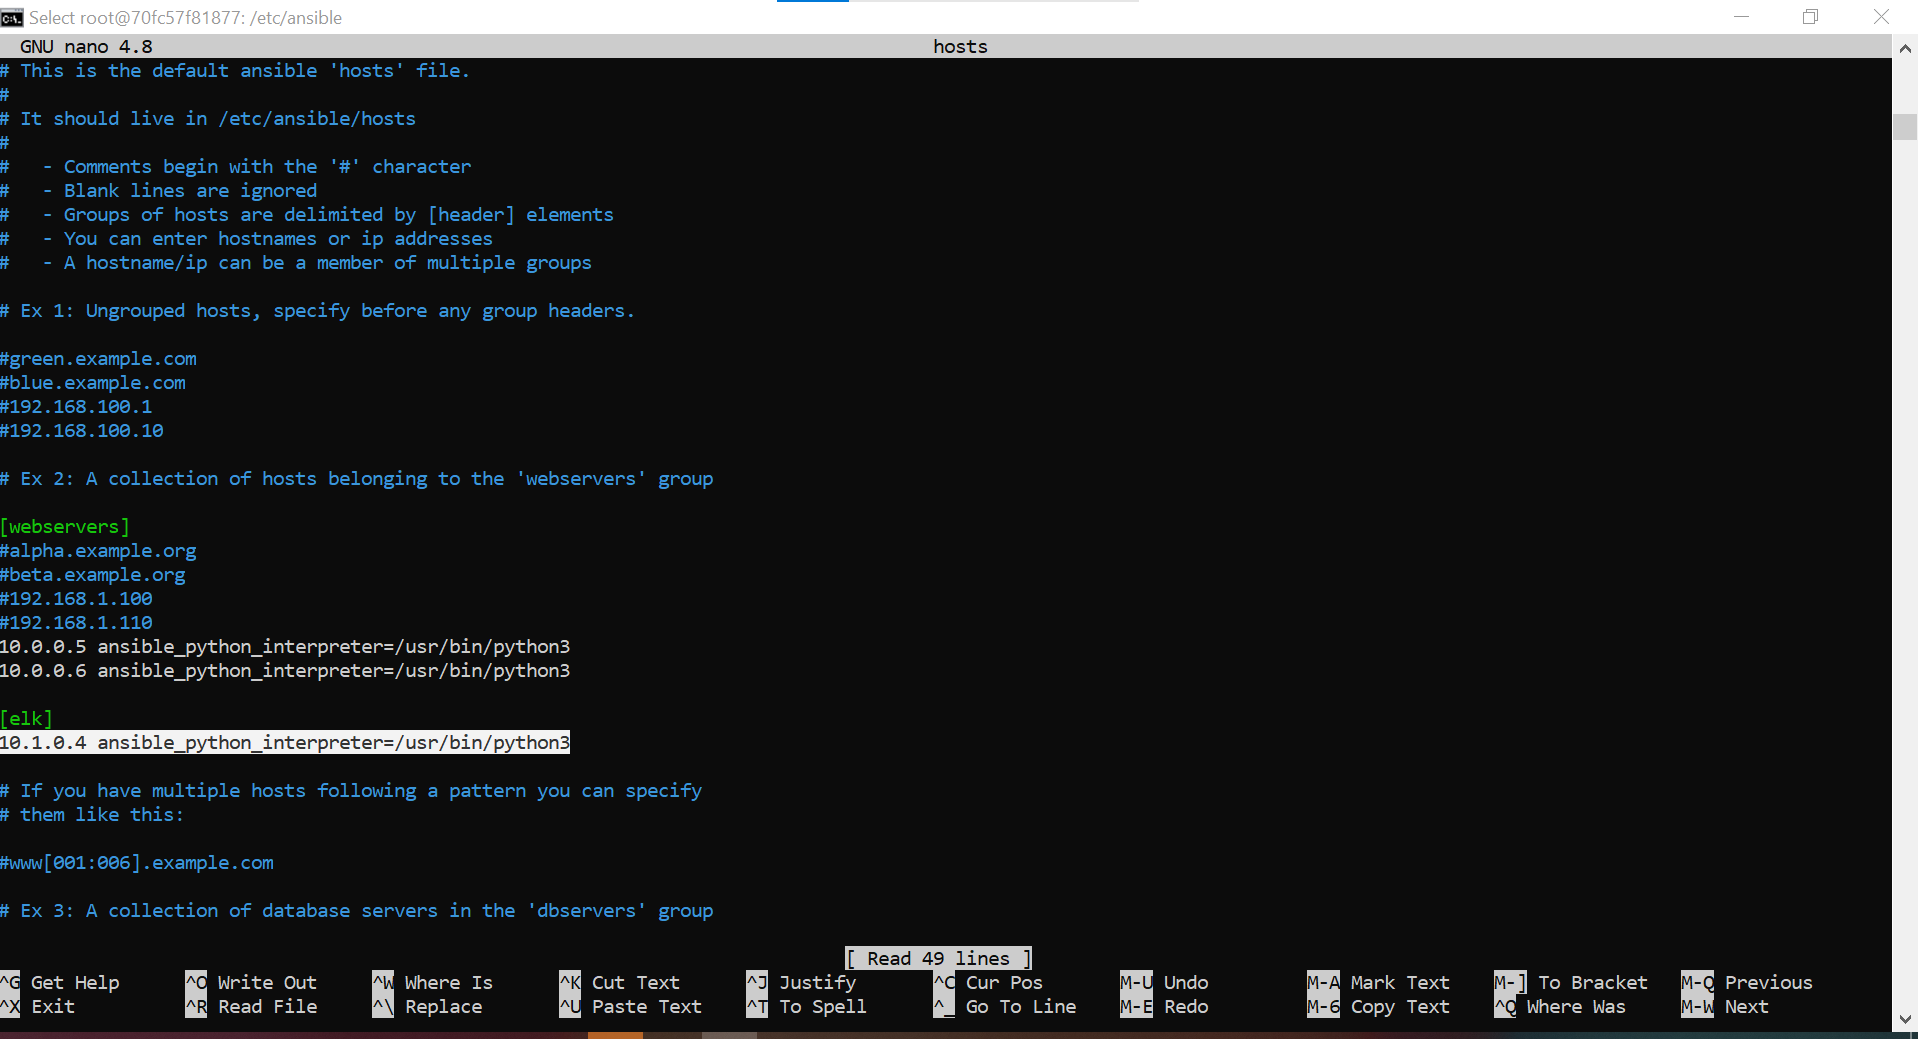 Select root@70fc57f81877: /etc/ansible
GNU nano 4.8 hosts
# This is the default ansible 'hosts' file.
#
# It should live in /etc/ansible/hosts
#
#   - Comments begin with the '#' character
#   - Blank lines are ignored
#   - Groups of hosts are delimited by [header] elements
#   - You can enter hostnames or ip addresses
#   - A hostname/ip can be a member of multiple groups
# Ex 1: Ungrouped hosts, specify before any group headers.
#green.example.com
#blue.example.com
#192.168.100.1
#192.168.100.10
# Ex 2: A collection of hosts belonging to the 'webservers' group
[webservers]
#alpha.example.org
#beta.example.org
#192.168.1.100
#192.168.1.110
10.0.0.5 ansible_python_interpreter=/usr/bin/python3
10.0.0.6 ansible_python_interpreter=/usr/bin/python3
[elk]
10.1.0.4 ansible_python_interpreter=/usr/bin/python3
# If you have multiple hosts following a pattern you can specify
# them like this:
#www[001:006].example.com
# Ex 3: A collection of database servers in the 'dbservers' group
[ Read 49 lines ]
^G Get Help ^O Write Out ^W Where Is ^K Cut Text ^J Justify ^C Cur Pos M-U Undo M-A Mark Text M-] To Bracket M-Q Previous
^X Exit ^R Read File ^\ Replace ^U Paste Text ^T To Spell ^_ Go To Line M-E Redo M-6 Copy Text ^Q Where Was M-W Next